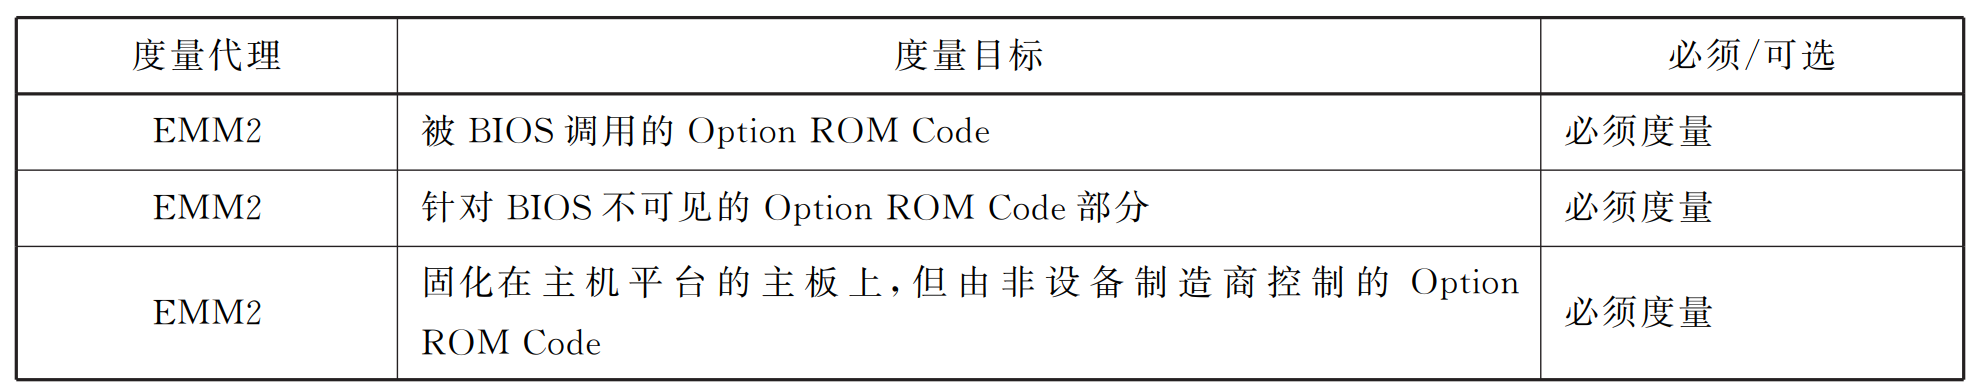 度量代理 度量目标 必须/可选
EMM2 被 BIOS 调用的 Option ROM Code 必须度量
EMM2 针对 BIOS 不可见的 Option ROM Code 部分 必须度量
EMM2 固化在主机平台的主板上,但由非设备制造商控制的 Option
ROM Code 必须度量